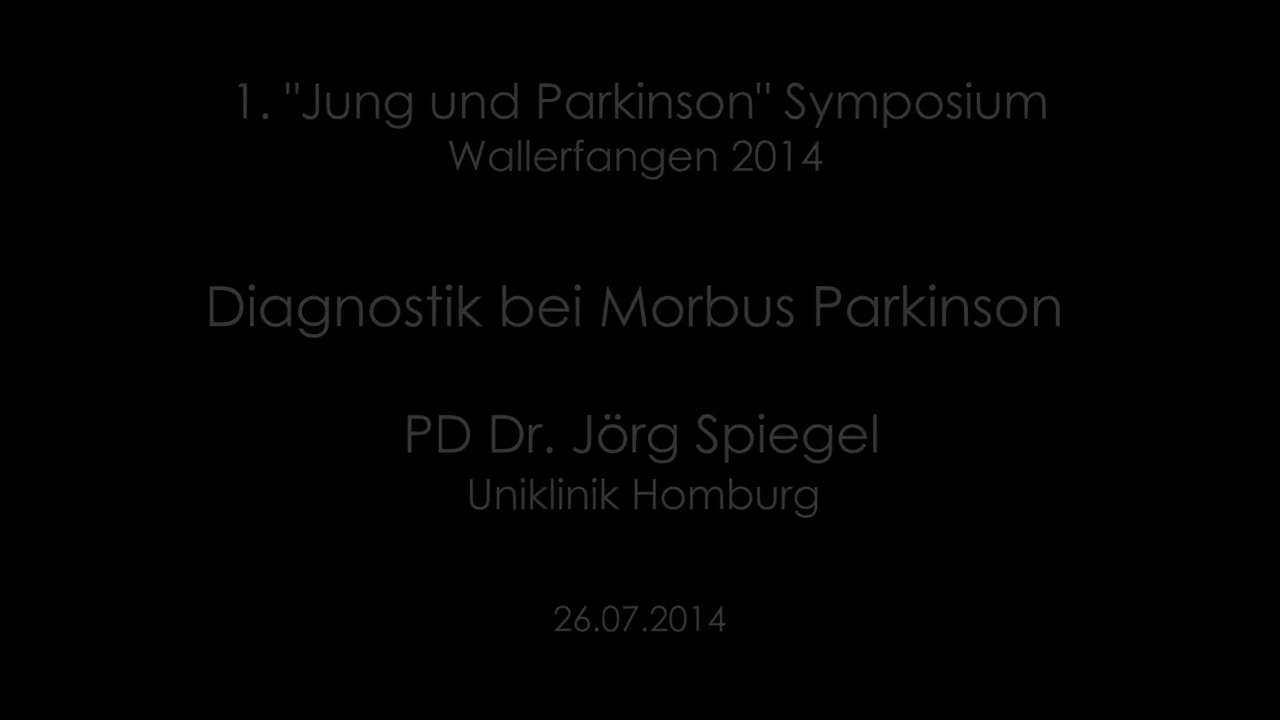 1. "Jung und Parkinson" Symposium
Wallerfangen 2014
Diagnostik bei Morbus Parkinson
PD Dr. Jörg Spiegel
Uniklinik Homburg
26.07.2014